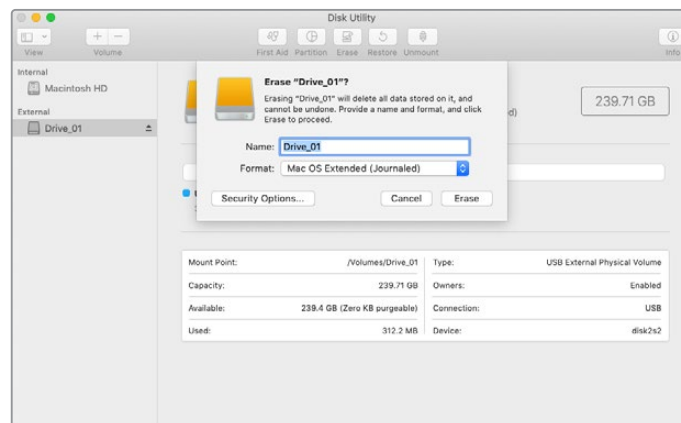 Disk Utility
View
Volume
First Aid
Partition
Erase
Restore
Unmount
Info
Internal
Macintosh HD
External
Drive_01
Erase "Drive_01"?
Erasing "Drive_01" will delete all data stored on it, and
cannot be undone. Provide a name and format, and click
Erase to proceed.
Name: Drive_01
Format: Mac OS Extended (Journaled)
Security Options...
Cancel
Erase
239.71 GB
Mount Point: /Volumes/Drive_01
Type: USB External Physical Volume
Capacity: 239.71 GB
Owners: Enabled
Available: 239.4 GB (Zero KB purgeable)
Connection: USB
Used: 312.2 MB
Device: disk2s2